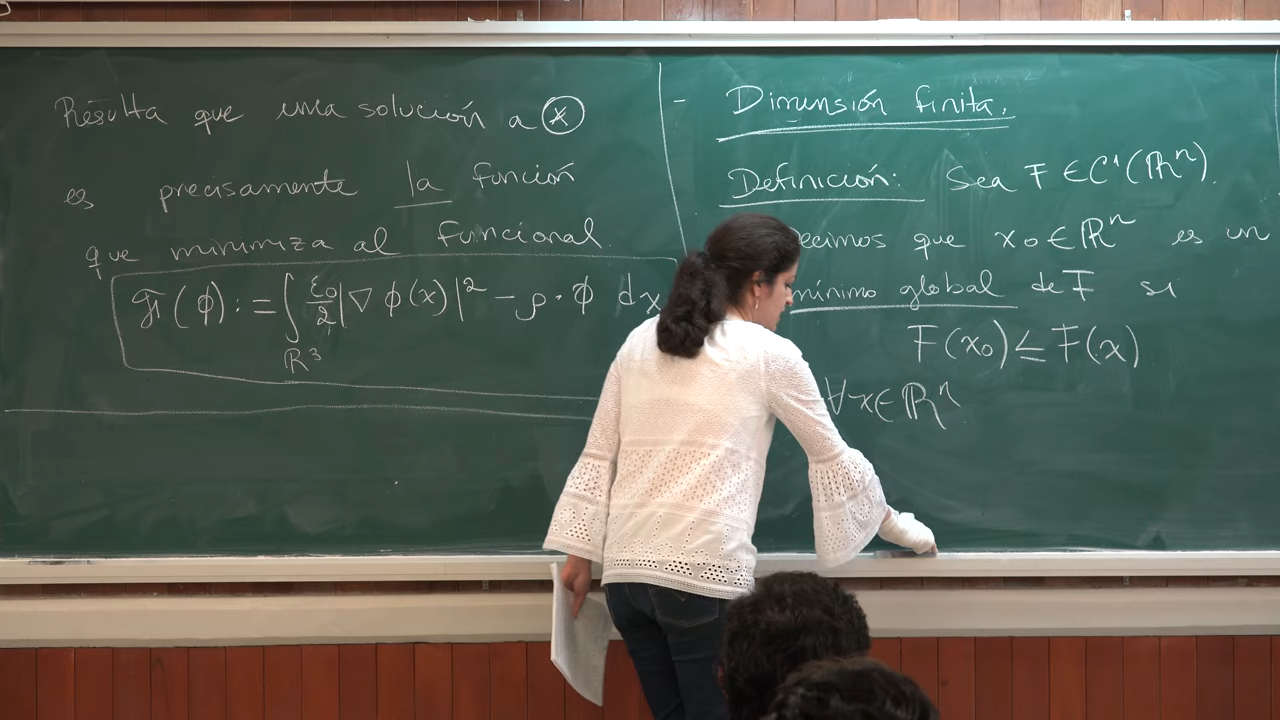 Resulta que una solución a ⊛
es precisamente la función
que minimiza al funcional
ℱ(φ) := ∫_{ℝ³} ε₀/2 |∇φ(x)|² - ρ·φ dx
- Dimensión finita.
Definición: Sea F ∈ C¹(ℝⁿ).
Decimos que x₀ ∈ ℝⁿ es un
mínimo global de F si
F(x₀) ≤ F(x)
∀x ∈ ℝⁿ.